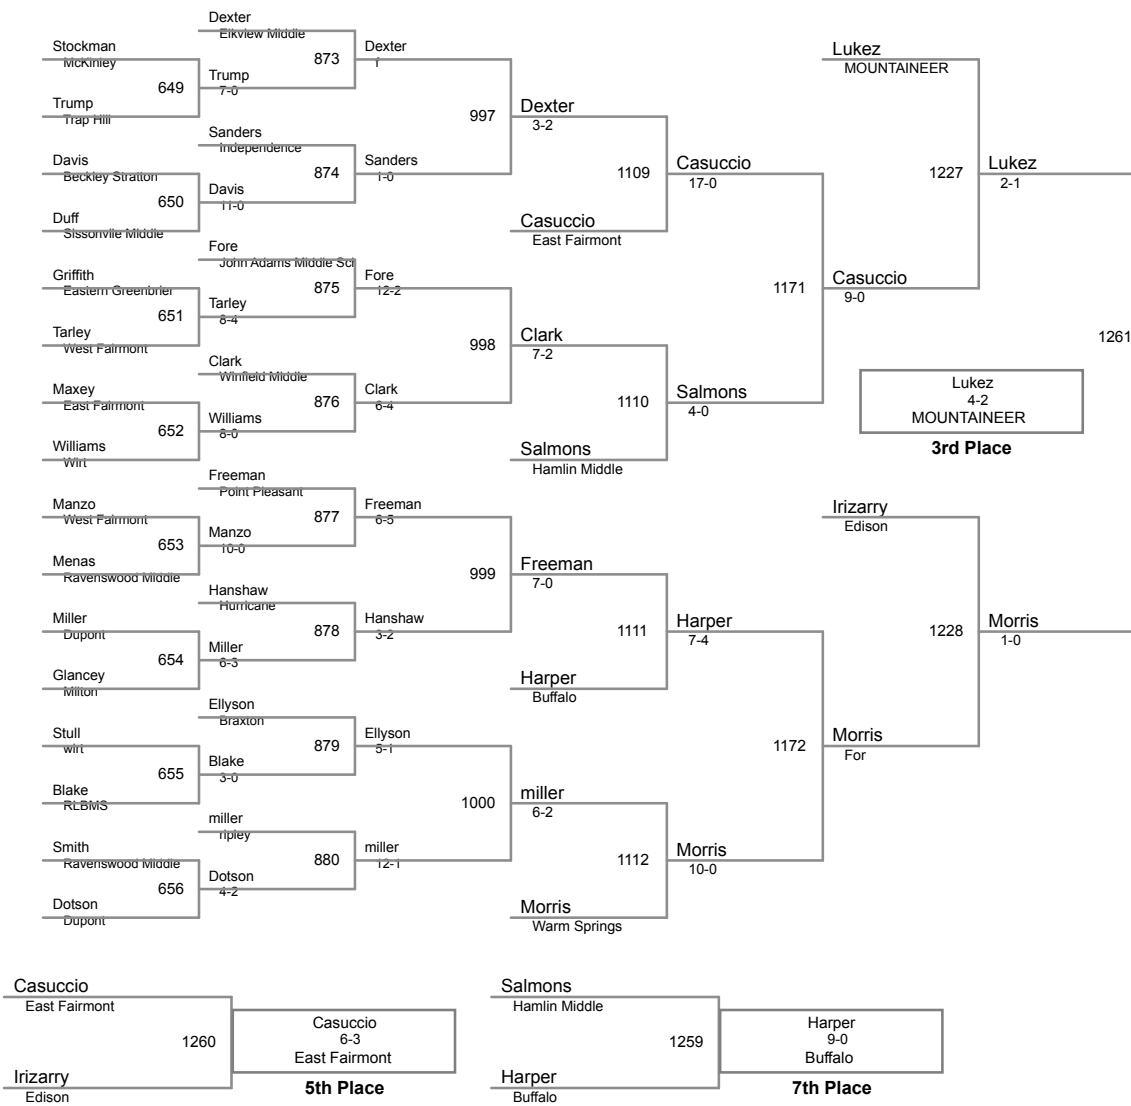 Dexter
Elkview Middle
Stockman
McKinley
873
Dexter
f
Lukez
MOUNTAINEER
649
Trump
7-0
Trump
Trap Hill
997
Dexter
3-2
Sanders
Independence
Davis
Beckley Stratton
874
Sanders
1-0
1109
Casuccio
17-0
1227
Lukez
2-1
650
Davis
11-0
Duff
Sissonvile Middle
Casuccio
East Fairmont
Fore
John Adams Middle Scl
Griffith
Eastern Greenbrier
875
Fore
12-2
1171
Casuccio
9-0
651
Tarley
8-4
Tarley
West Fairmont
998
Clark
7-2
1261
Clark
Winfield Middle
Maxey
East Fairmont
876
Clark
6-4
1110
Salmons
4-0
Lukez
4-2
MOUNTAINEER
3rd Place
652
Williams
8-0
Williams
Wirt
Salmons
Hamlin Middle
Freeman
Point Pleasant
Manzo
West Fairmont
877
Freeman
6-5
Irizarry
Edison
653
Manzo
10-0
Menas
Ravenswood Middle
999
Freeman
7-0
Hanshaw
Hurricane
Miller
Dupont
878
Hanshaw
3-2
1111
Harper
7-4
1228
Morris
1-0
654
Miller
6-3
Glancey
Milton
Harper
Buffalo
Ellyson
Braxton
Stull
wirt
879
Ellyson
5-1
1172
Morris
For
655
Blake
3-0
Blake
RLBMS
1000
miller
6-2
miller
ripley
Smith
Ravenswood Middle
880
miller
12-1
1112
Morris
10-0
656
Dotson
4-2
Dotson
Dupont
Morris
Warm Springs
Casuccio
East Fairmont
1260
Casuccio
6-3
East Fairmont
5th Place
Irizarry
Edison
Salmons
Hamlin Middle
1259
Harper
9-0
Buffalo
7th Place
Harper
Buffalo